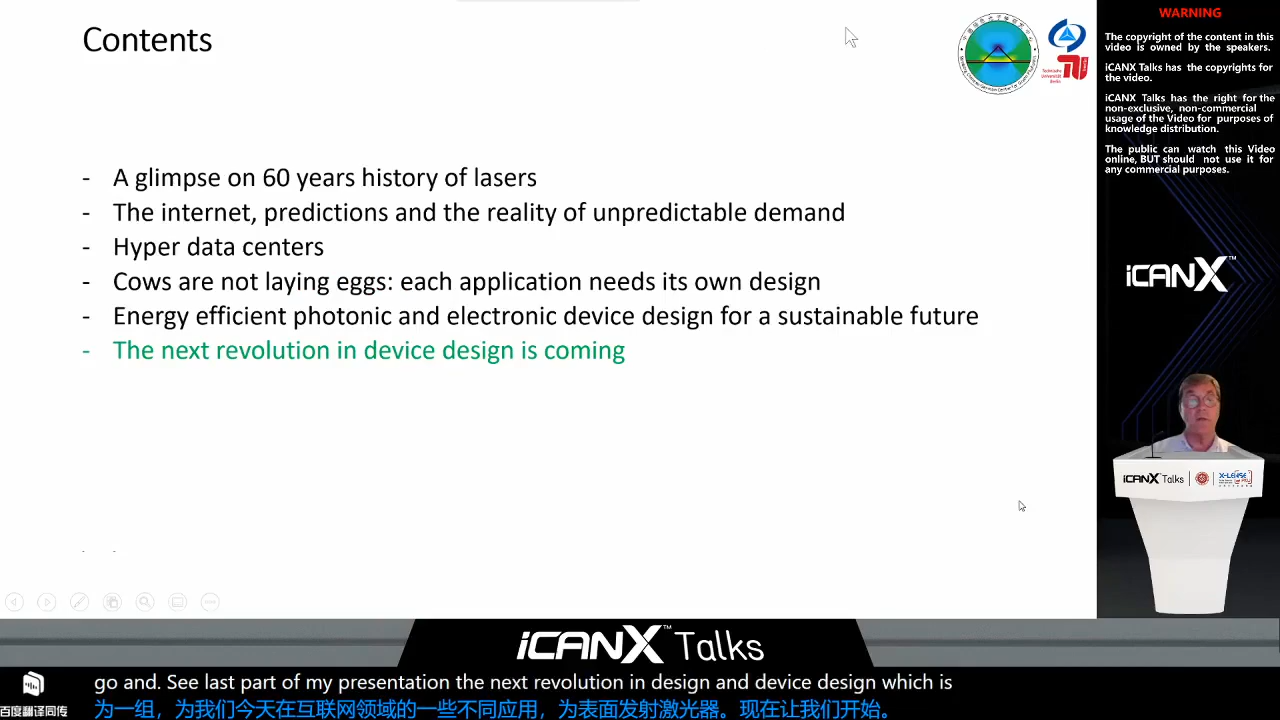 Contents
- A glimpse on 60 years history of lasers
- The internet, predictions and the reality of unpredictable demand
- Hyper data centers
- Cows are not laying eggs: each application needs its own design
- Energy efficient photonic and electronic device design for a sustainable future
- The next revolution in device design is coming
Technische
Universität
Berlin
WARNING
The copyright of the content in this
video is owned by the speakers.
iCANX Talks has the copyrights for
the video.
iCANX Talks has the right for the
non-exclusive, non-commercial
usage of the Video for purposes of
knowledge distribution.
The public can watch this Video
online, BUT should not use it for
any commercial purposes.
iCANX™
iCANX Talks
iCANX™ Talks
go and. See last part of my presentation the next revolution in design and device design which is
百度翻译同传
为一组，为我们今天在互联网领域的一些不同应用，为表面发射激光器。现在让我们开始。